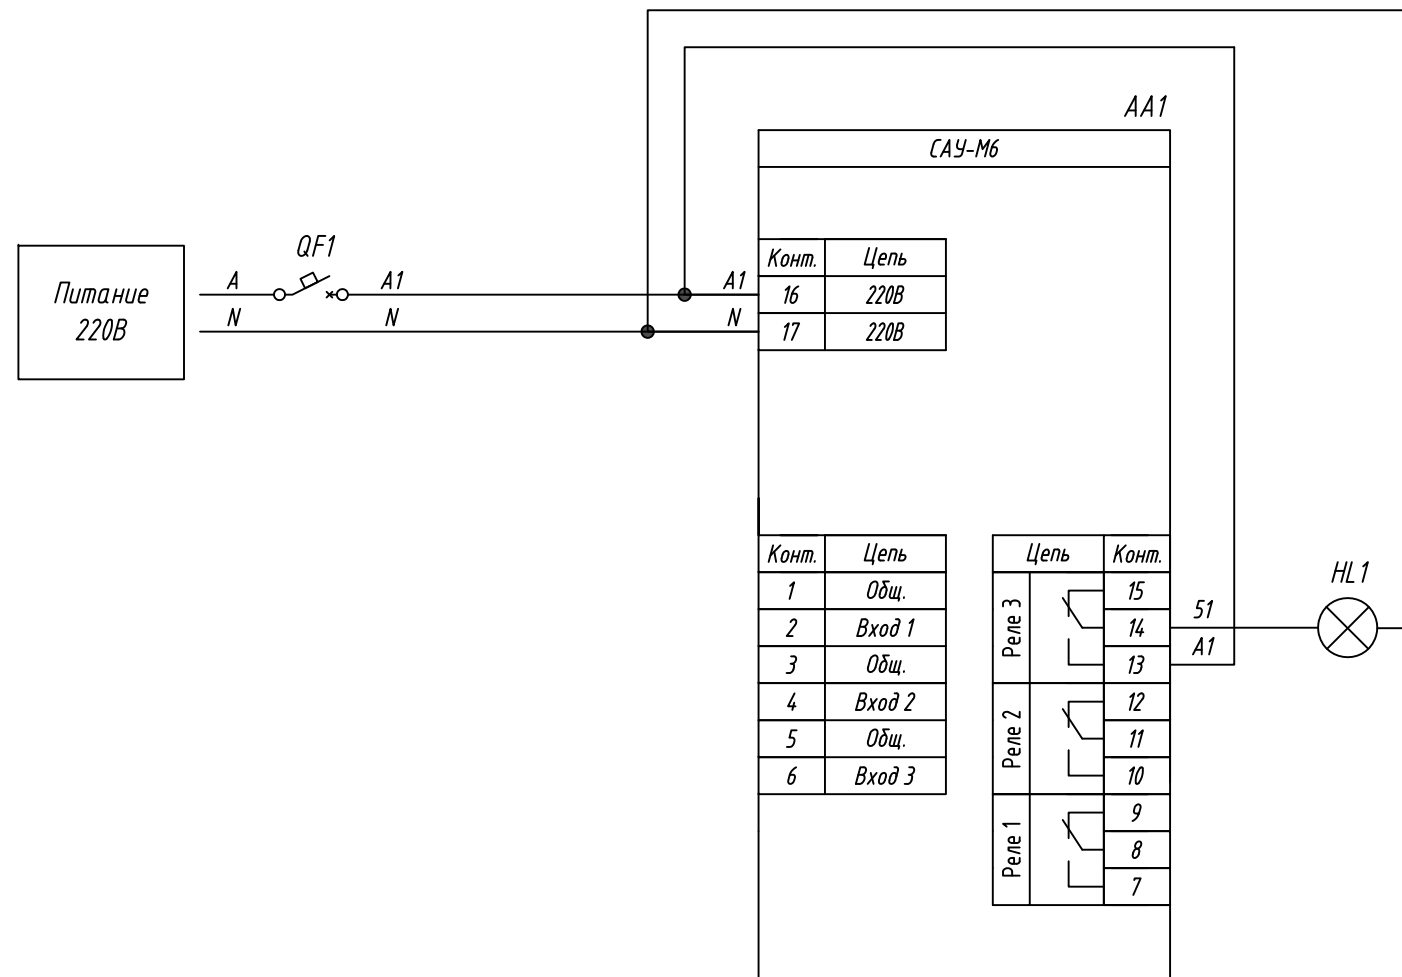 AA1
САУ-М6
QF1
Питание
220В
A
A1
A1
N
N
N
Конт. Цепь
16 220В
17 220В
Конт. Цепь
1 Общ.
2 Вход 1
3 Общ.
4 Вход 2
5 Общ.
6 Вход 3
Цепь Конт.
Реле 3
15
14
13
Реле 2
12
11
10
Реле 1
9
8
7
51
A1
HL1